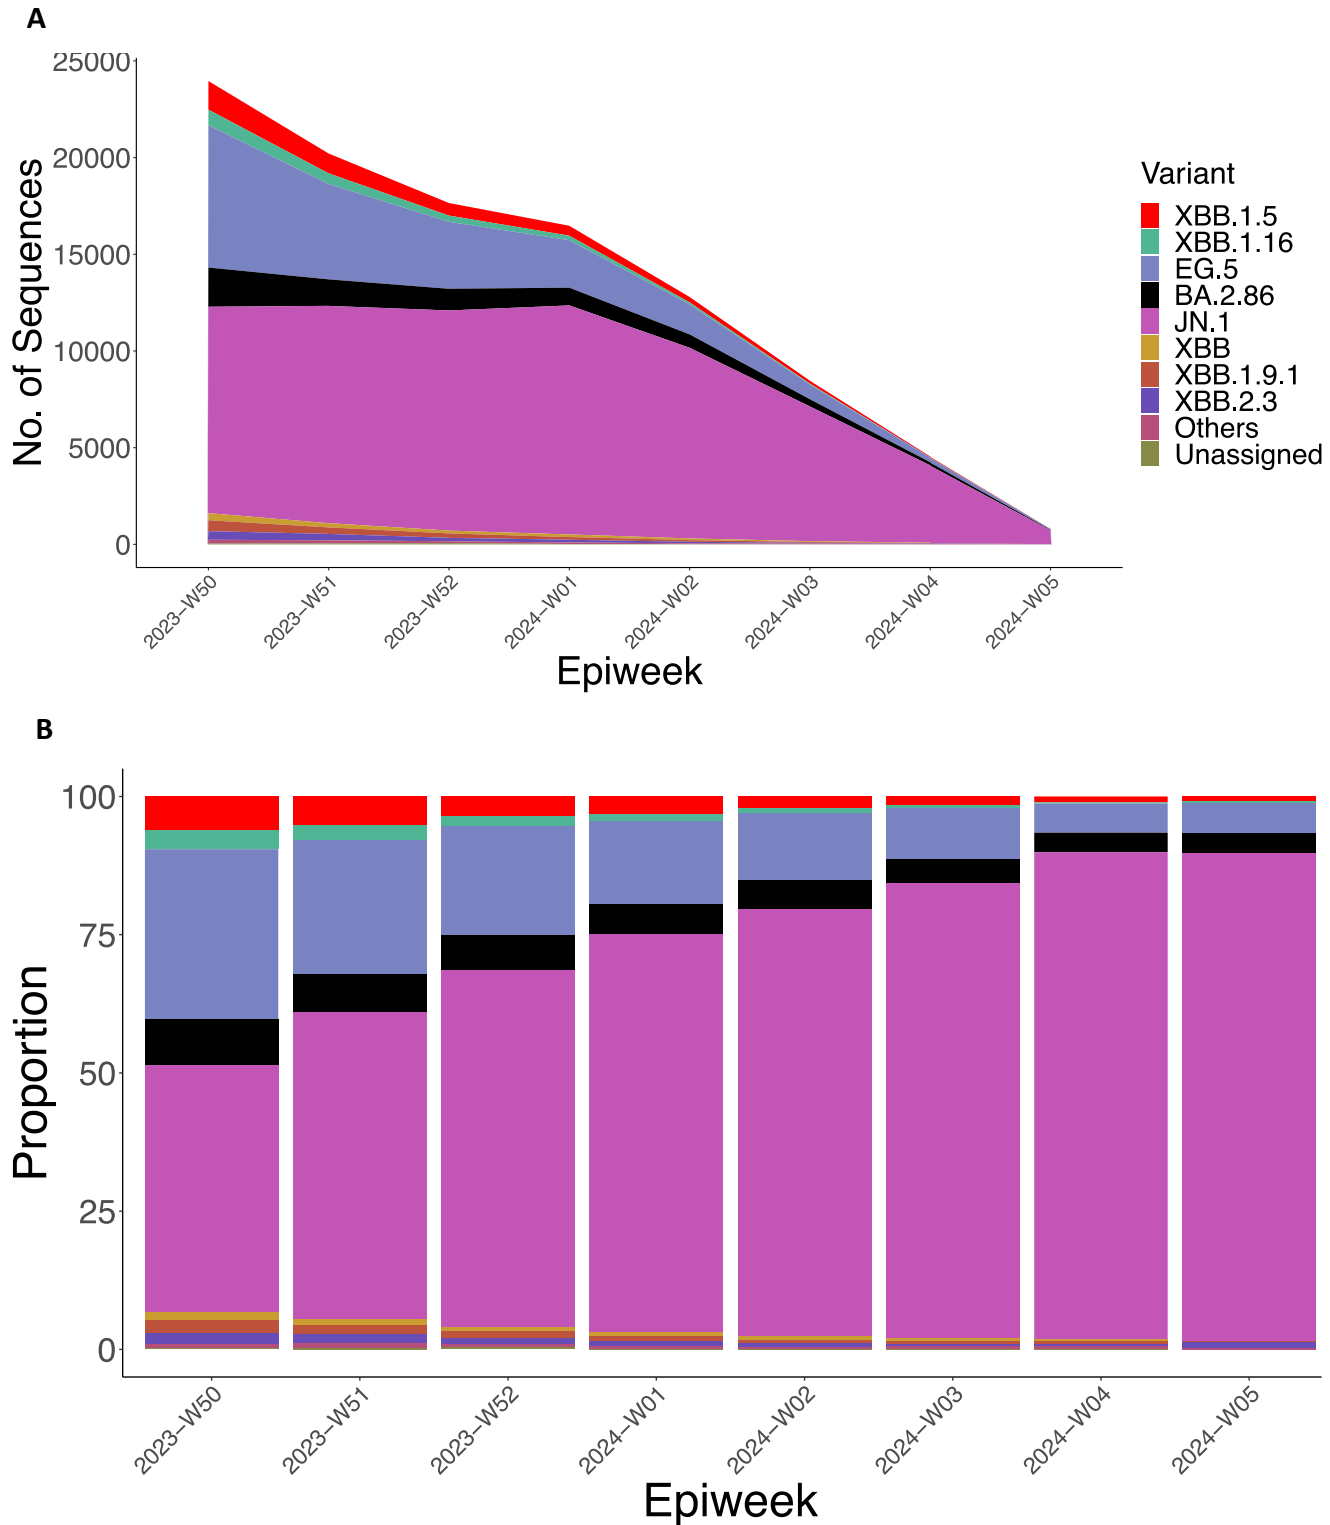 A
25000
20000
15000
10000
5000
0
No. of Sequences
2023–W50
2023–W51
2023–W52
2024–W01
2024–W02
2024–W03
2024–W04
2024–W05
Epiweek
Variant
XBB.1.5
XBB.1.16
EG.5
BA.2.86
JN.1
XBB
XBB.1.9.1
XBB.2.3
Others
Unassigned
B
100
75
50
25
0
Proportion
2023–W50
2023–W51
2023–W52
2024–W01
2024–W02
2024–W03
2024–W04
2024–W05
Epiweek